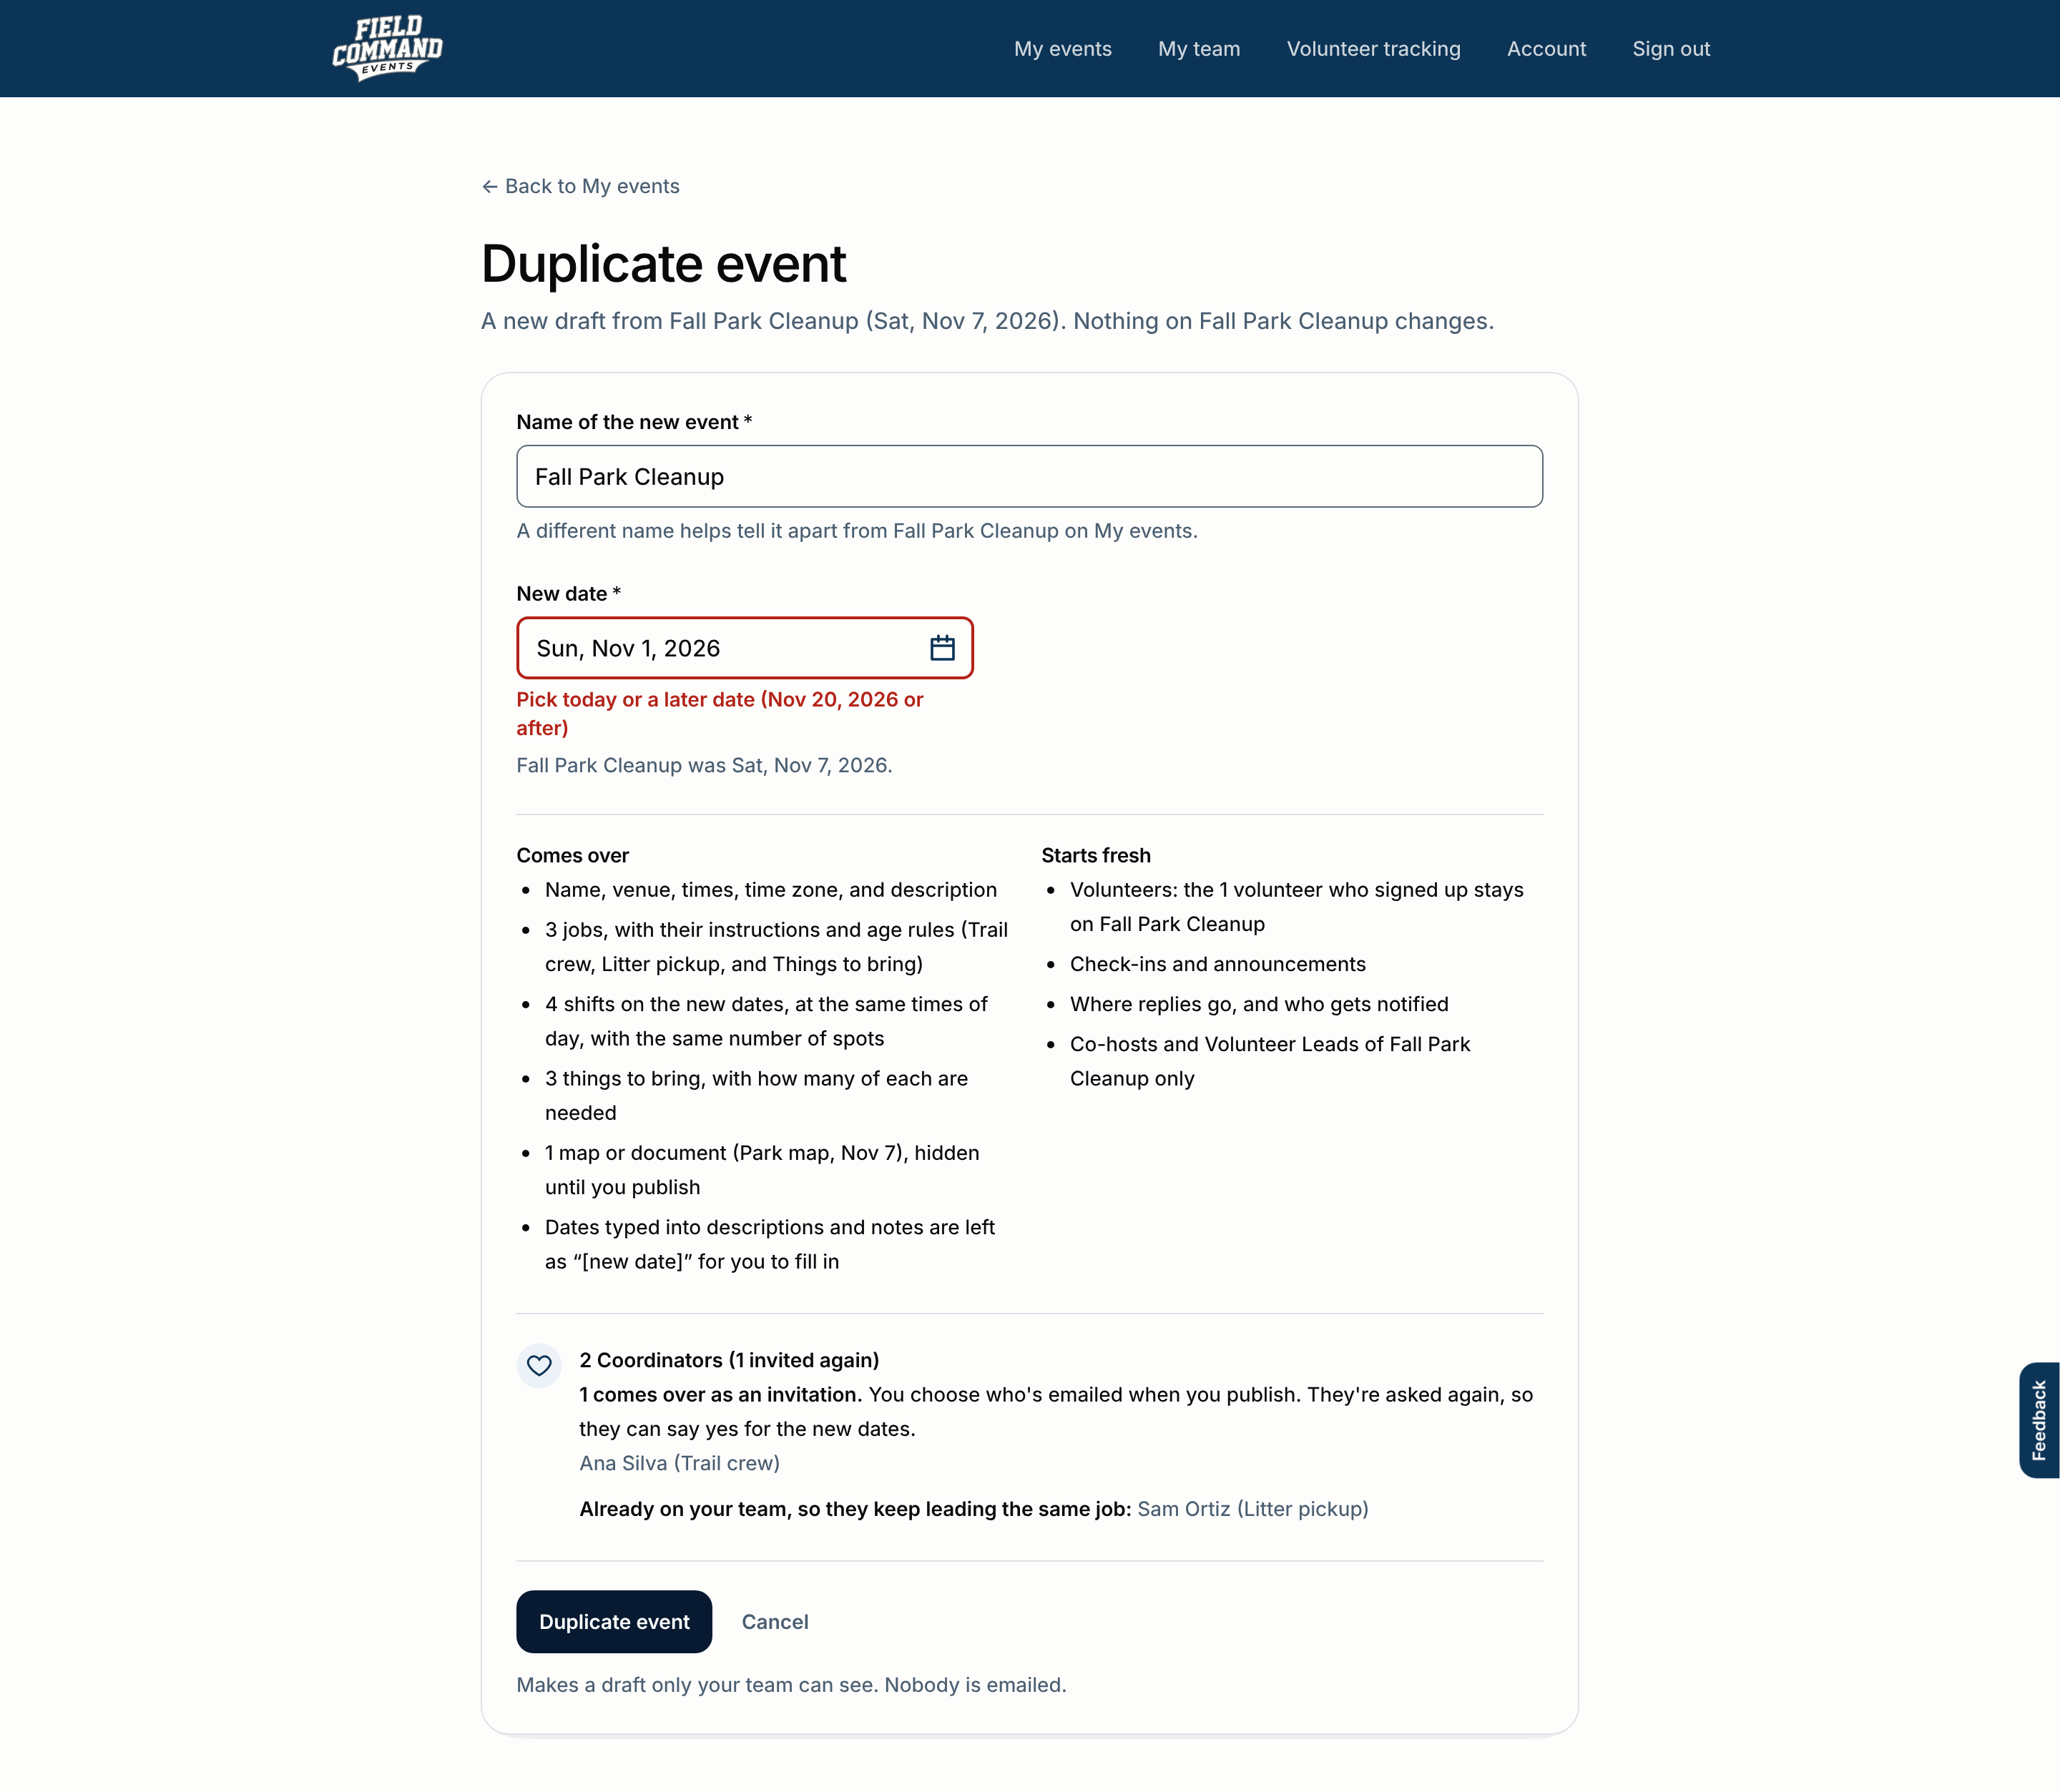 FIELD
COMMAND
EVENTS
My events
My team
Volunteer tracking
Account
Sign out
← Back to My events
Duplicate event
A new draft from Fall Park Cleanup (Sat, Nov 7, 2026). Nothing on Fall Park Cleanup changes.
Name of the new event *
Fall Park Cleanup
A different name helps tell it apart from Fall Park Cleanup on My events.
New date *
Sun, Nov 1, 2026
Pick today or a later date (Nov 20, 2026 or
after)
Fall Park Cleanup was Sat, Nov 7, 2026.
Comes over
• Name, venue, times, time zone, and description
• 3 jobs, with their instructions and age rules (Trail
crew, Litter pickup, and Things to bring)
• 4 shifts on the new dates, at the same times of
day, with the same number of spots
• 3 things to bring, with how many of each are
needed
• 1 map or document (Park map, Nov 7), hidden
until you publish
• Dates typed into descriptions and notes are left
as “[new date]” for you to fill in
Starts fresh
• Volunteers: the 1 volunteer who signed up stays
on Fall Park Cleanup
• Check-ins and announcements
• Where replies go, and who gets notified
• Co-hosts and Volunteer Leads of Fall Park
Cleanup only
2 Coordinators (1 invited again)
1 comes over as an invitation. You choose who's emailed when you publish. They're asked again, so
they can say yes for the new dates.
Ana Silva (Trail crew)
Already on your team, so they keep leading the same job: Sam Ortiz (Litter pickup)
Duplicate event
Cancel
Makes a draft only your team can see. Nobody is emailed.
Feedback